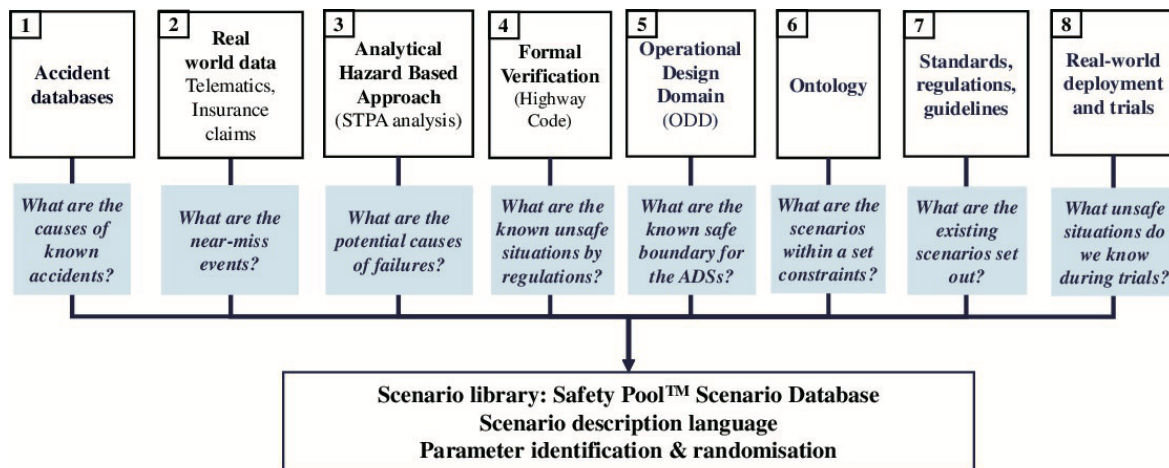 1
Accident
databases
2
Real
world data
Telematics,
Insurance
claims
3
Analytical
Hazard Based
Approach
(STPA analysis)
4
Formal
Verification
(Highway
Code)
5
Operational
Design
Domain
(ODD)
6
Ontology
7
Standards,
regulations,
guidelines
8
Real-world
deployment
and trials
What are the
causes of
known
accidents?
What are the
near-miss
events?
What are the
potential causes
of failures?
What are the
known unsafe
situations by
regulations?
What are the
known safe
boundary for
the ADSs?
What are the
scenarios
within a set
constraints?
What are the
existing
scenarios set
out?
What unsafe
situations do
we know
during trials?
Scenario library: Safety Pool™ Scenario Database
Scenario description language
Parameter identification & randomisation